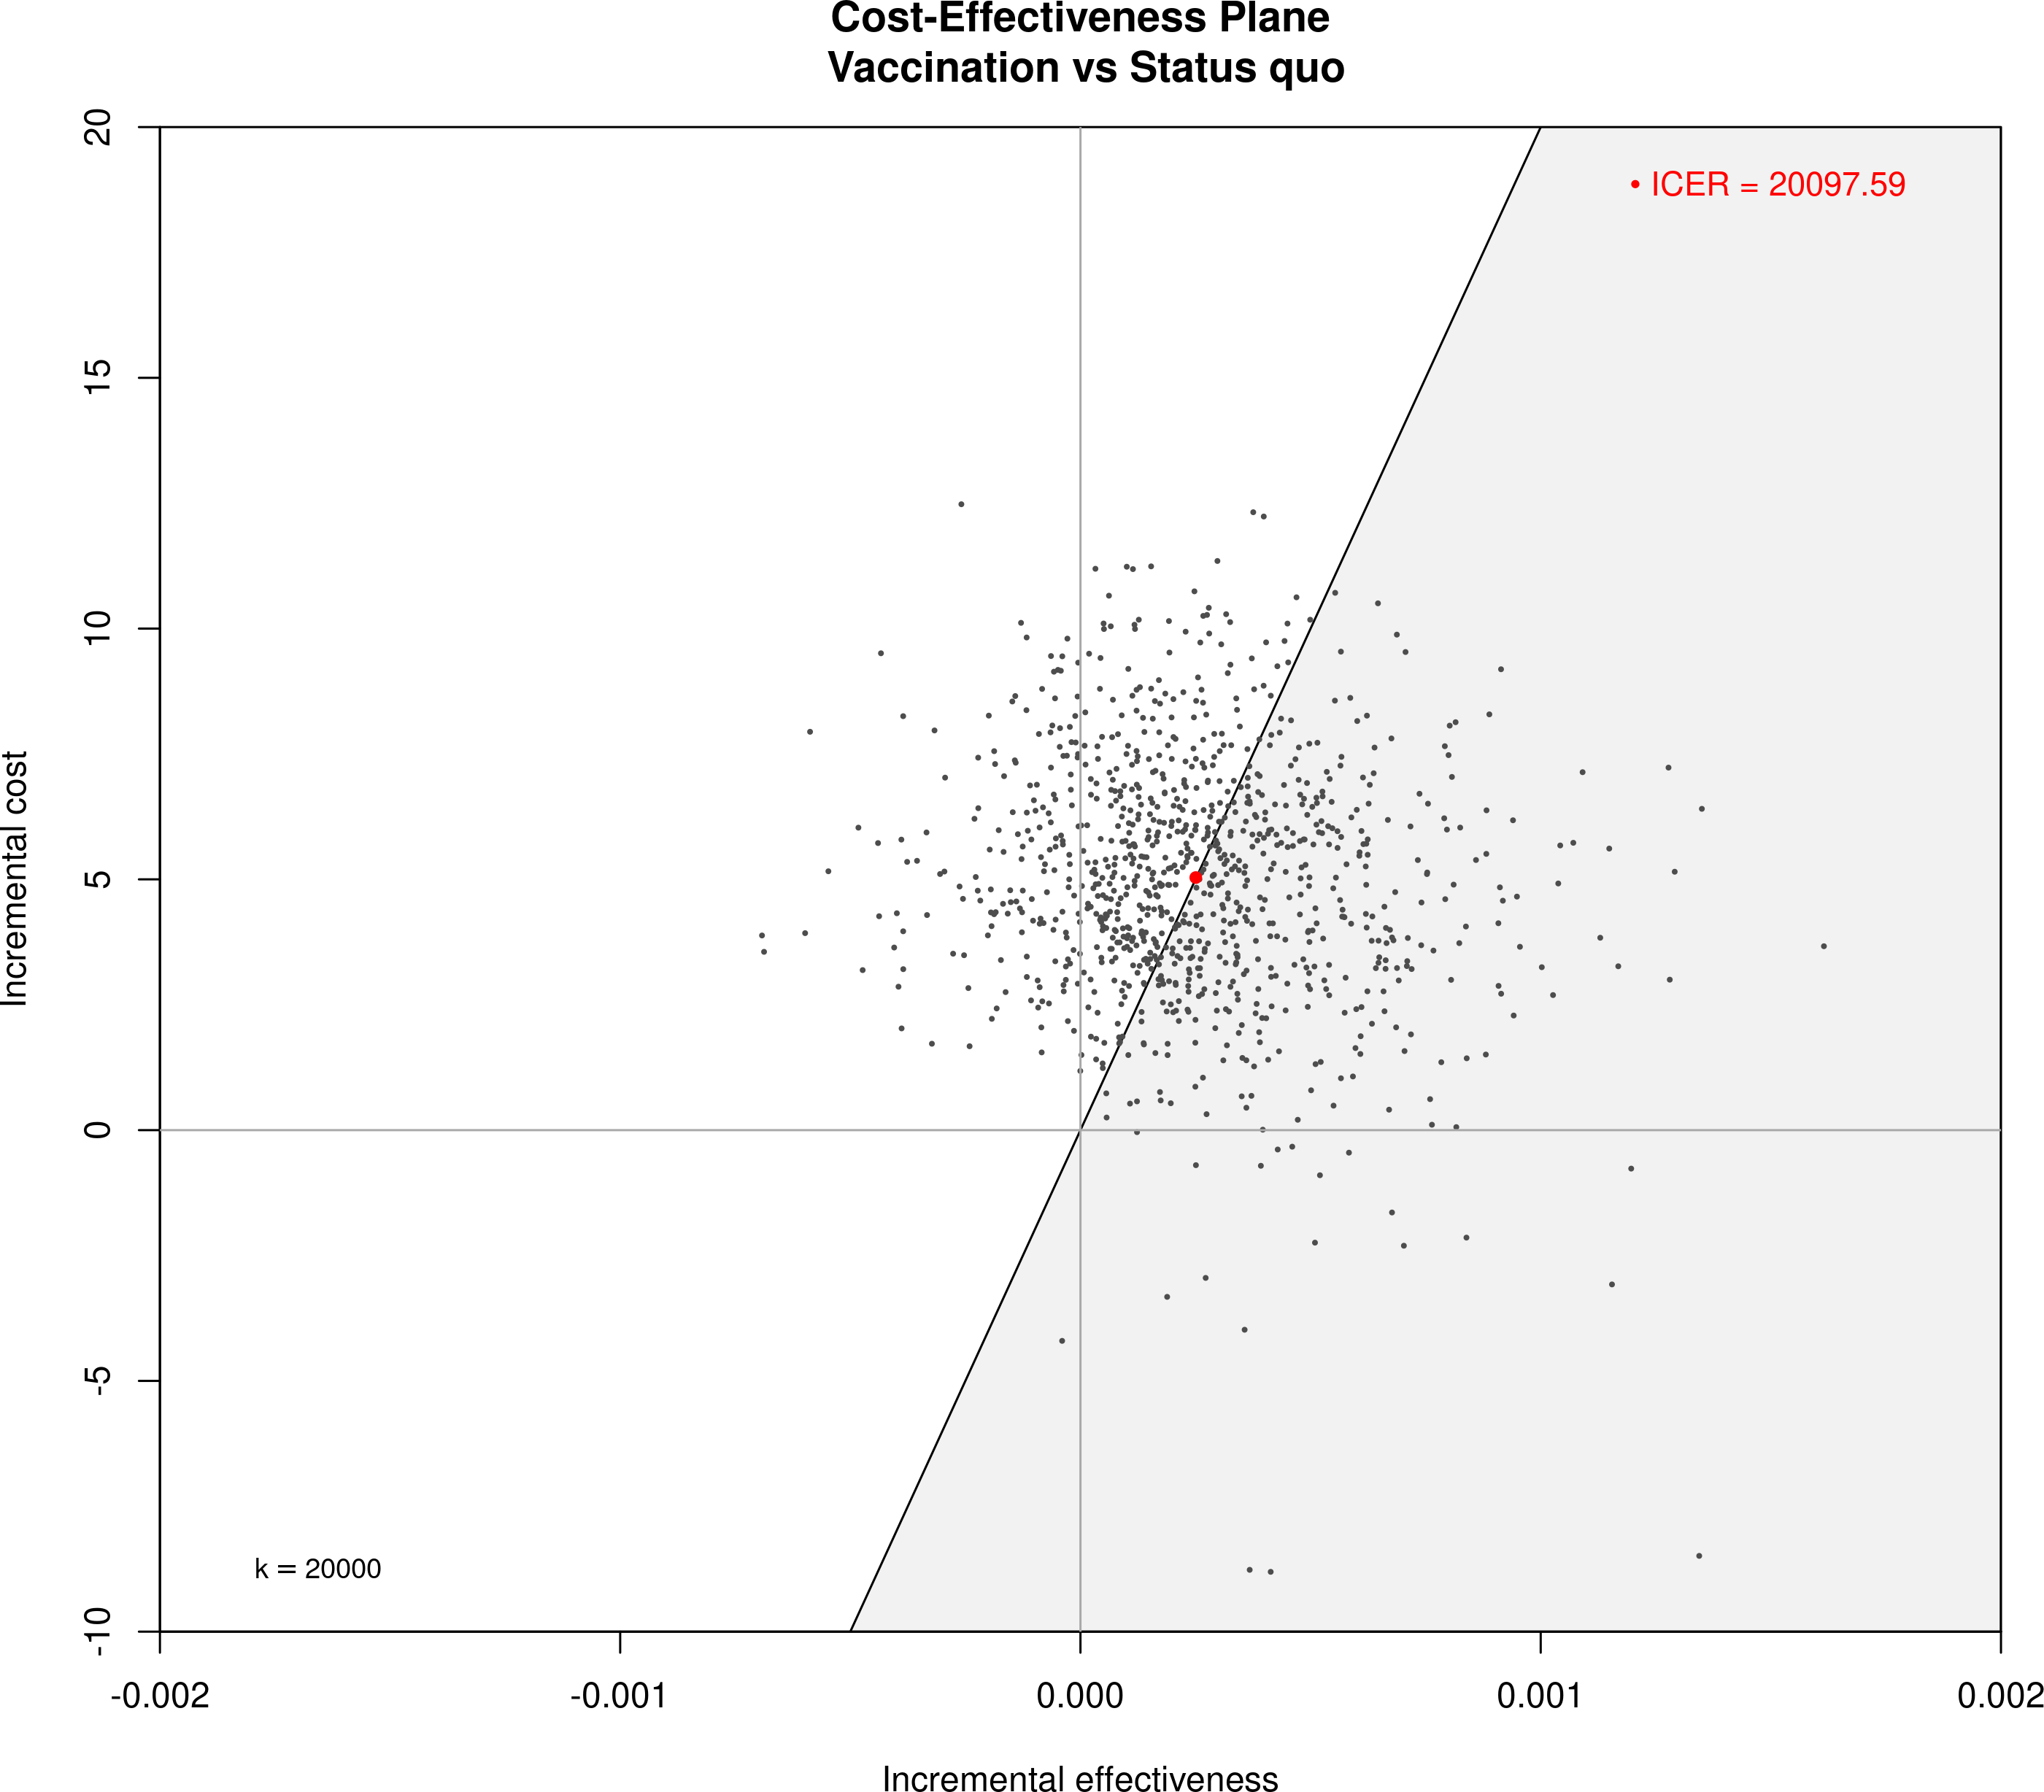 Cost-Effectiveness Plane
Vaccination vs Status quo
20
15
10
5
0
-5
-10
Incremental cost
• ICER = 20097.59
k = 20000
-0.002 -0.001 0.000 0.001 0.002
Incremental effectiveness